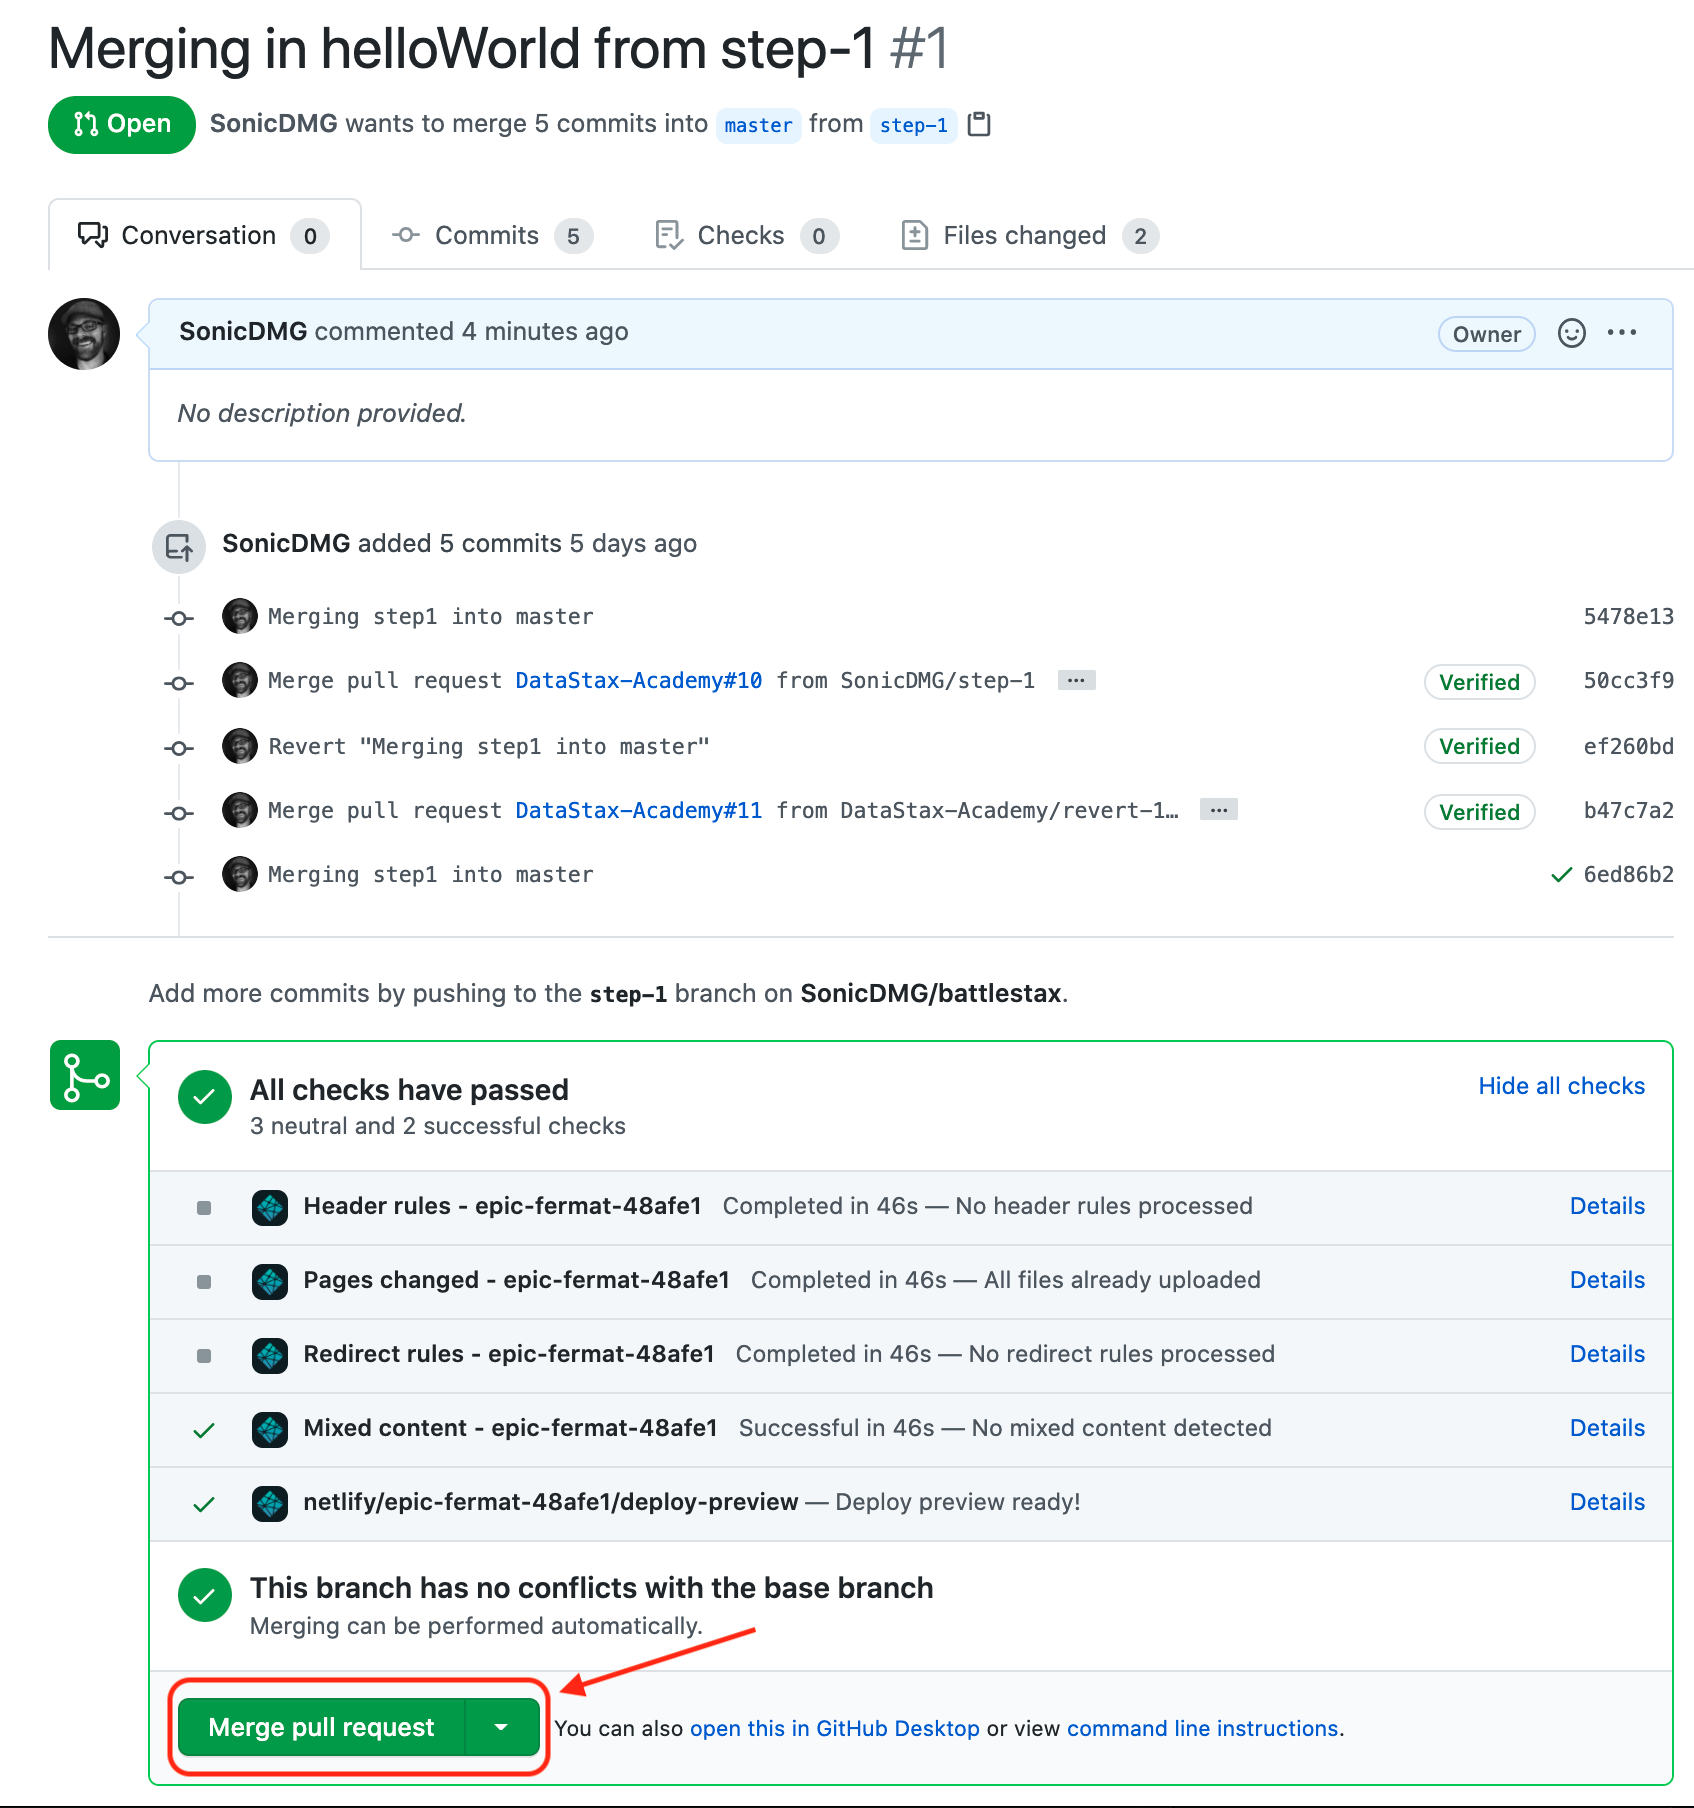 Merging in helloWorld from step-1 #1
Open SonicDMG wants to merge 5 commits into master from step-1
Conversation 0 Commits 5 Checks 0 Files changed 2
SonicDMG commented 4 minutes ago Owner ···
No description provided.
SonicDMG added 5 commits 5 days ago
Merging step1 into master 5478e13
Merge pull request DataStax-Academy#10 from SonicDMG/step-1 ··· Verified 50cc3f9
Revert "Merging step1 into master" Verified ef260bd
Merge pull request DataStax-Academy#11 from DataStax-Academy/revert-1… ··· Verified b47c7a2
Merging step1 into master 6ed86b2
Add more commits by pushing to the step-1 branch on SonicDMG/battlestax.
All checks have passed Hide all checks
3 neutral and 2 successful checks
Header rules - epic-fermat-48afe1 Completed in 46s — No header rules processed Details
Pages changed - epic-fermat-48afe1 Completed in 46s — All files already uploaded Details
Redirect rules - epic-fermat-48afe1 Completed in 46s — No redirect rules processed Details
Mixed content - epic-fermat-48afe1 Successful in 46s — No mixed content detected Details
netlify/epic-fermat-48afe1/deploy-preview — Deploy preview ready! Details
This branch has no conflicts with the base branch
Merging can be performed automatically.
Merge pull request You can also open this in GitHub Desktop or view command line instructions.